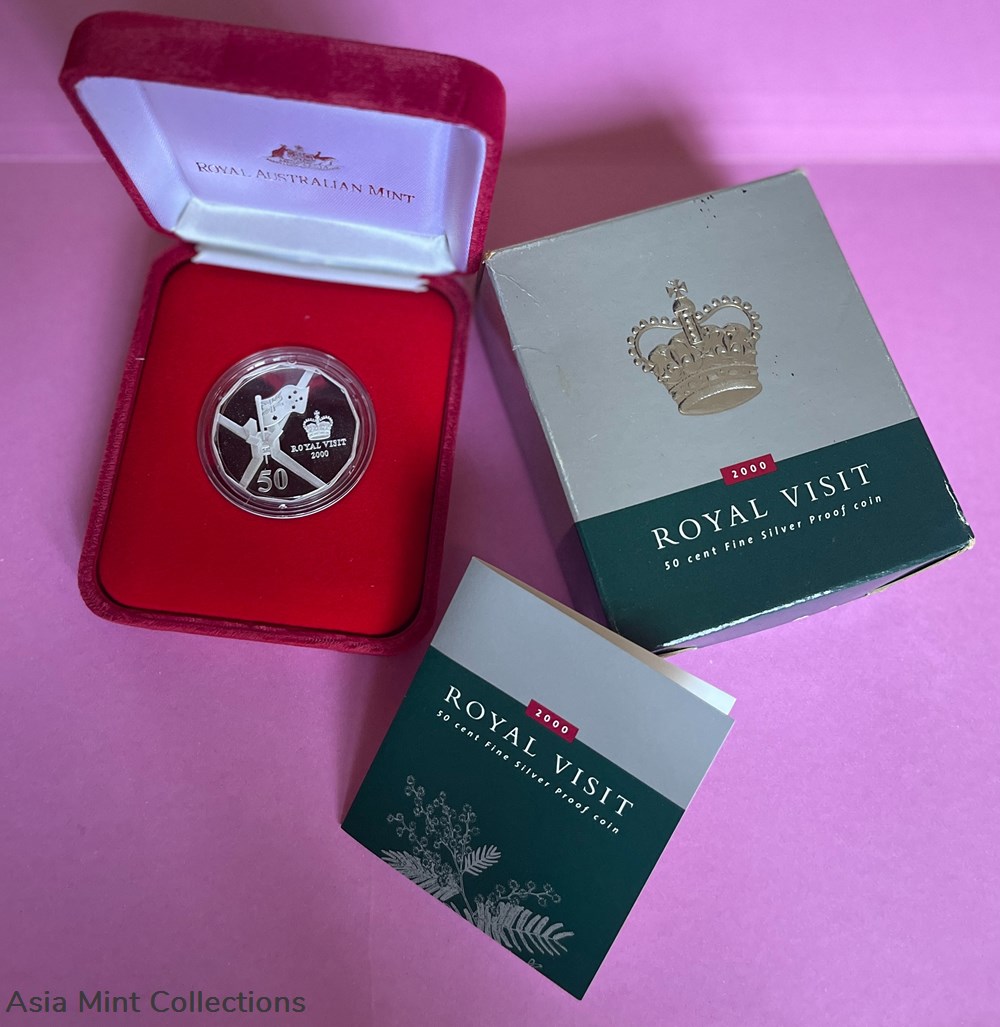 ROYAL AUSTRALIAN MINT
ROYAL VISIT
2000
50
2000
ROYAL VISIT
50 cent Fine Silver Proof coin
2000
ROYAL VISIT
50 cent Fine Silver Proof coin
Asia Mint Collections